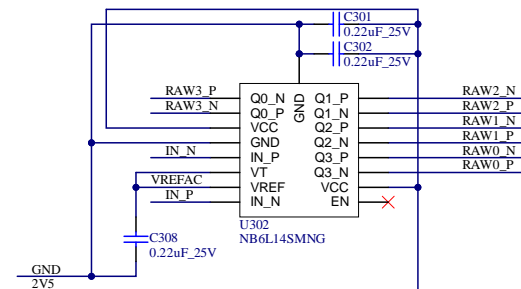 C301
0.22uF_25V
C302
0.22uF_25V
RAW3_P
RAW3_N
Q0_N
Q0_P
VCC
GND
IN_P
VT
VREF
IN_N
GND
Q1_P
Q1_N
Q2_P
Q2_N
Q3_P
Q3_N
VCC
EN
RAW2_N
RAW2_P
RAW1_N
RAW1_P
RAW0_N
RAW0_P
IN_N
VREFAC
IN_P
U302
NB6L14SMNG
C308
0.22uF_25V
GND
2V5